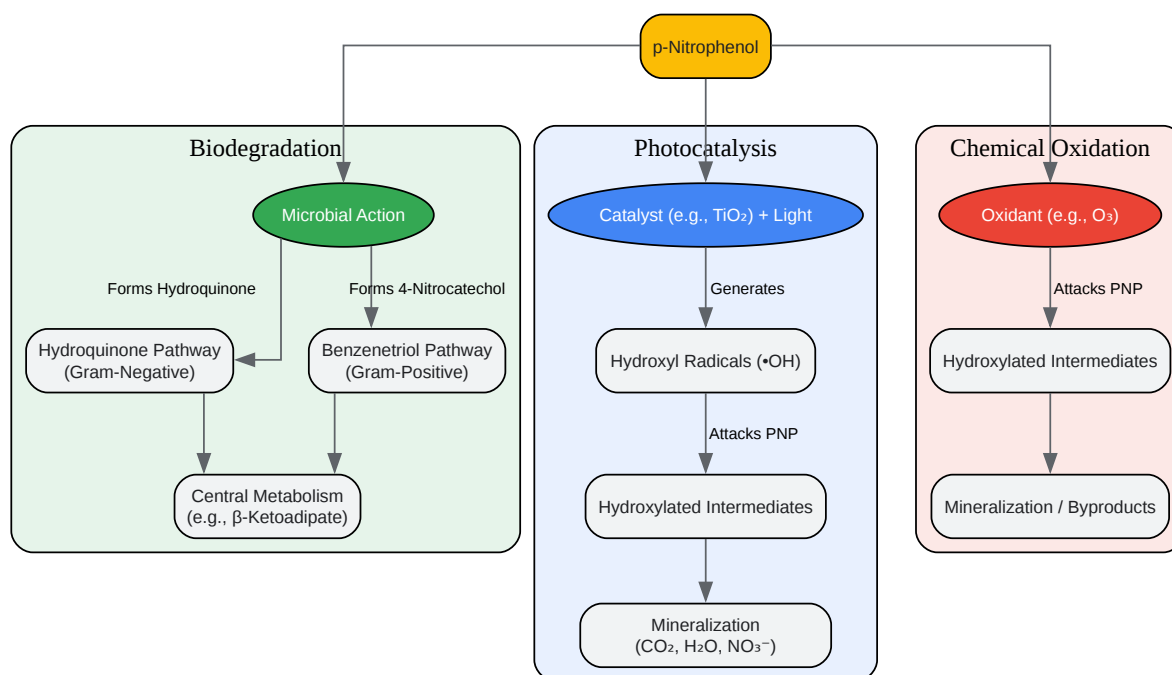 p-Nitrophenol
Biodegradation
Microbial Action
Forms Hydroquinone
Forms 4-Nitrocatechol
Hydroquinone Pathway
(Gram-Negative)
Benzenetriol Pathway
(Gram-Positive)
Central Metabolism
(e.g., β-Ketoadipate)
Photocatalysis
Catalyst (e.g., TiO₂) + Light
Generates
Hydroxyl Radicals (•OH)
Attacks PNP
Hydroxylated Intermediates
Mineralization
(CO₂, H₂O, NO₃⁻)
Chemical Oxidation
Oxidant (e.g., O₃)
Attacks PNP
Hydroxylated Intermediates
Mineralization / Byproducts